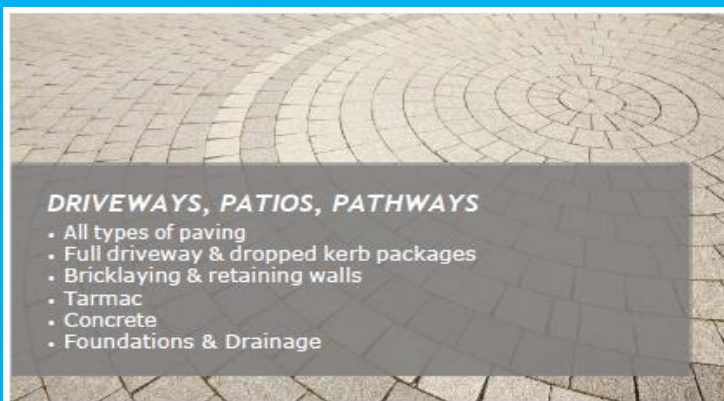 DRIVEWAYS, PATIOS, PATHWAYS
• All types of paving
• Full driveway & dropped kerb packages
• Bricklaying & retaining walls
• Tarmac
• Concrete
• Foundations & Drainage